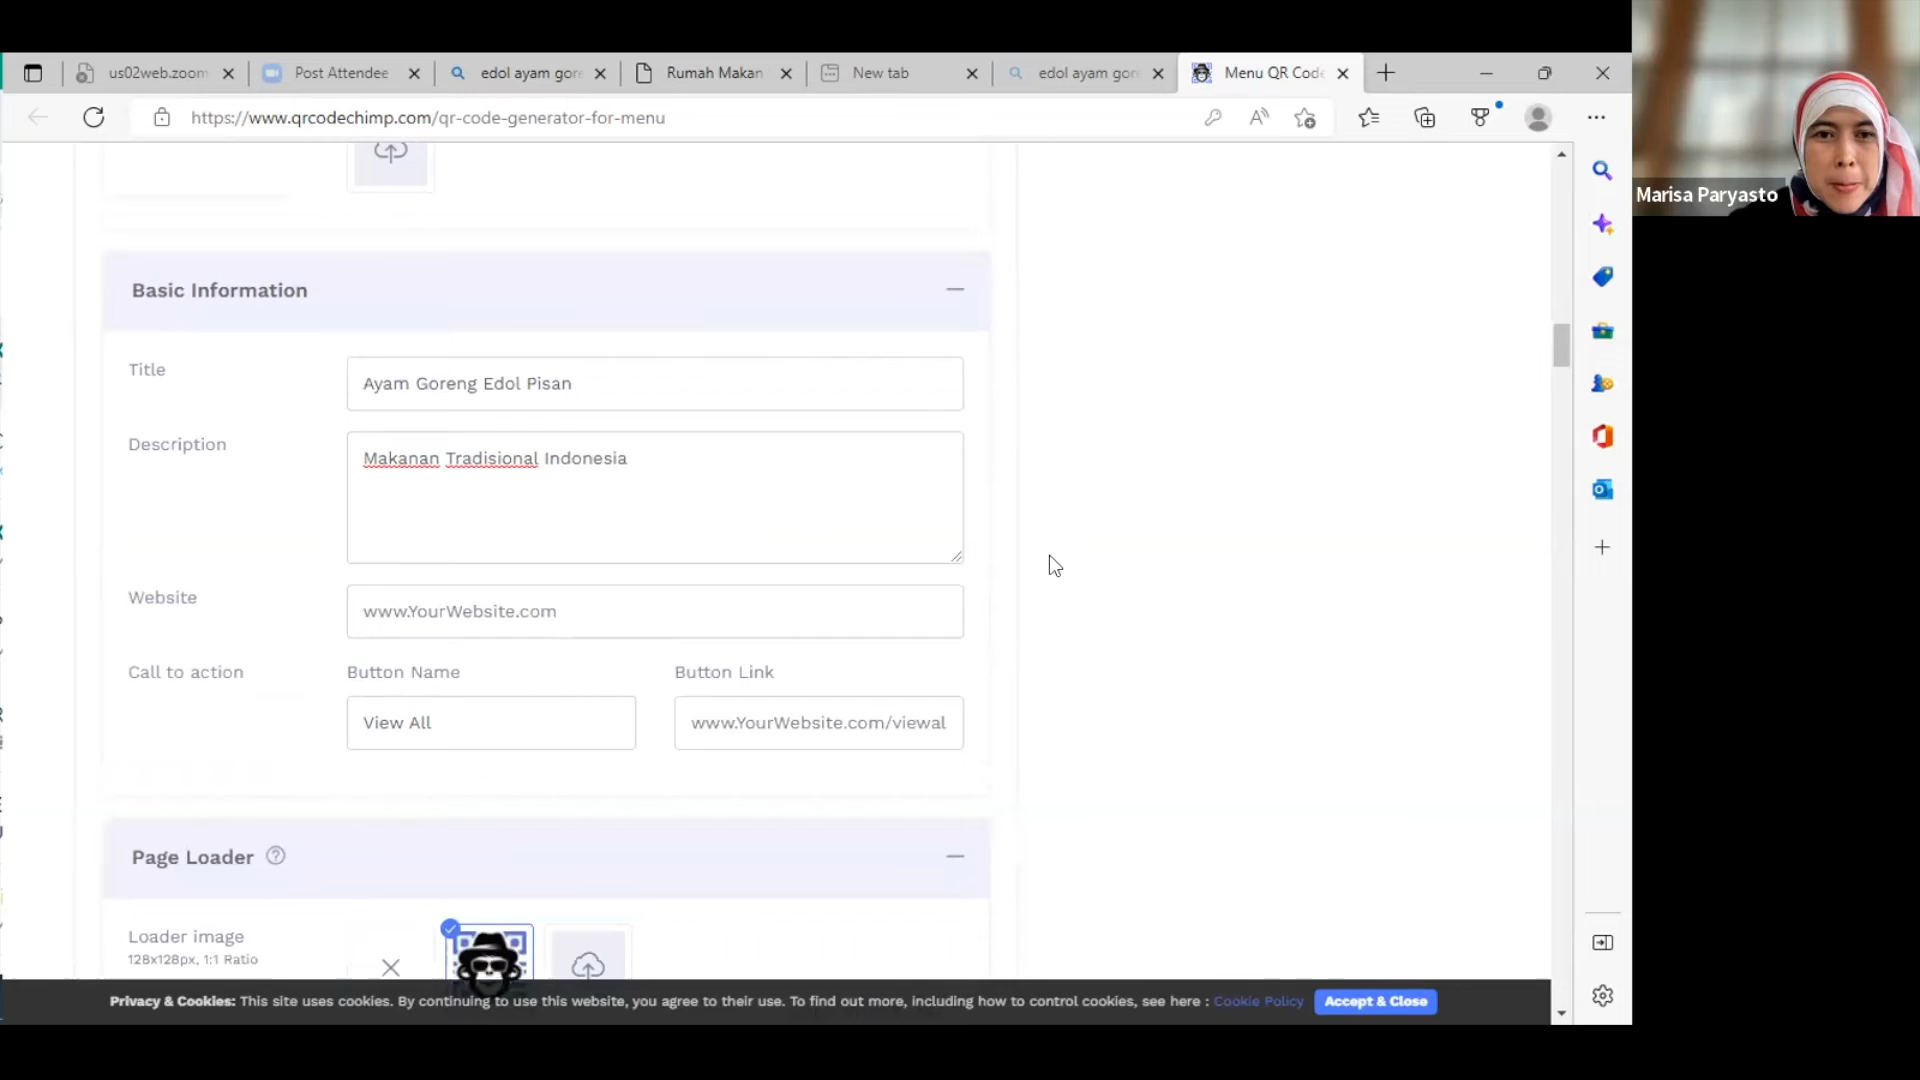 us02web.zoom
Post Attendee
edol ayam gore
Rumah Makan
New tab
edol ayam gore
Menu QR Code
https://www.qrcodechimp.com/qr-code-generator-for-menu
Marisa Paryasto
Basic Information
Title
Ayam Goreng Edol Pisan
Description
Makanan Tradisional Indonesia
Website
www.YourWebsite.com
Call to action
Button Name
Button Link
View All
www.YourWebsite.com/viewal
Page Loader
Loader image
128x128px, 1:1 Ratio
Privacy & Cookies: This site uses cookies. By continuing to use this website, you agree to their use. To find out more, including how to control cookies, see here : Cookie Policy
Accept & Close